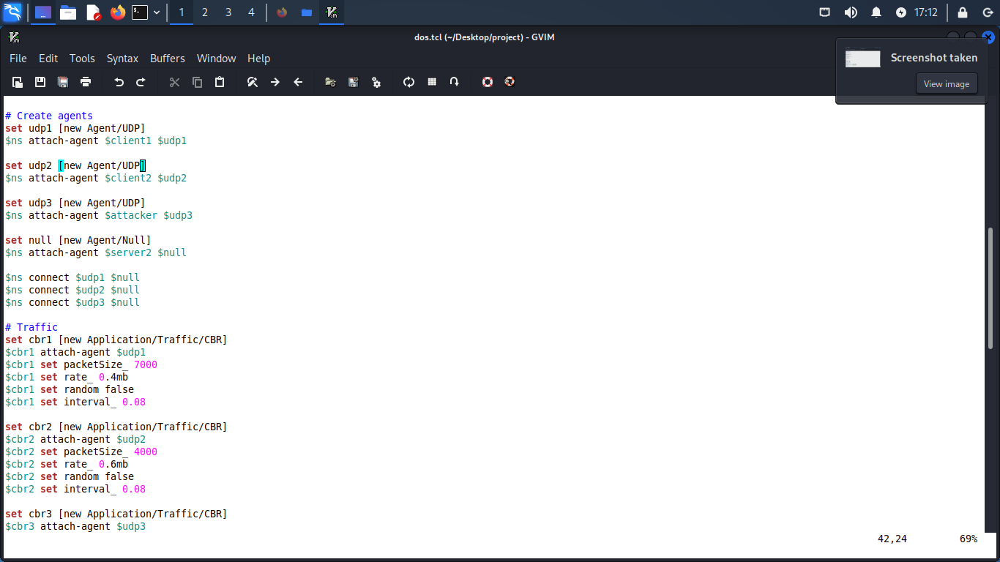 1 2 3 4 17:12
dos.tcl (~/Desktop/project) - GVIM
File Edit Tools Syntax Buffers Window Help
Screenshot taken
View image
# Create agents
set udp1 [new Agent/UDP]
$ns attach-agent $client1 $udp1
set udp2 [new Agent/UDP]
$ns attach-agent $client2 $udp2
set udp3 [new Agent/UDP]
$ns attach-agent $attacker $udp3
set null [new Agent/Null]
$ns attach-agent $server2 $null
$ns connect $udp1 $null
$ns connect $udp2 $null
$ns connect $udp3 $null
# Traffic
set cbr1 [new Application/Traffic/CBR]
$cbr1 attach-agent $udp1
$cbr1 set packetSize_ 7000
$cbr1 set rate_ 0.4mb
$cbr1 set random false
$cbr1 set interval_ 0.08
set cbr2 [new Application/Traffic/CBR]
$cbr2 attach-agent $udp2
$cbr2 set packetSize_ 4000
$cbr2 set rate_ 0.6mb
$cbr2 set random false
$cbr2 set interval_ 0.08
set cbr3 [new Application/Traffic/CBR]
$cbr3 attach-agent $udp3
42,24 69%